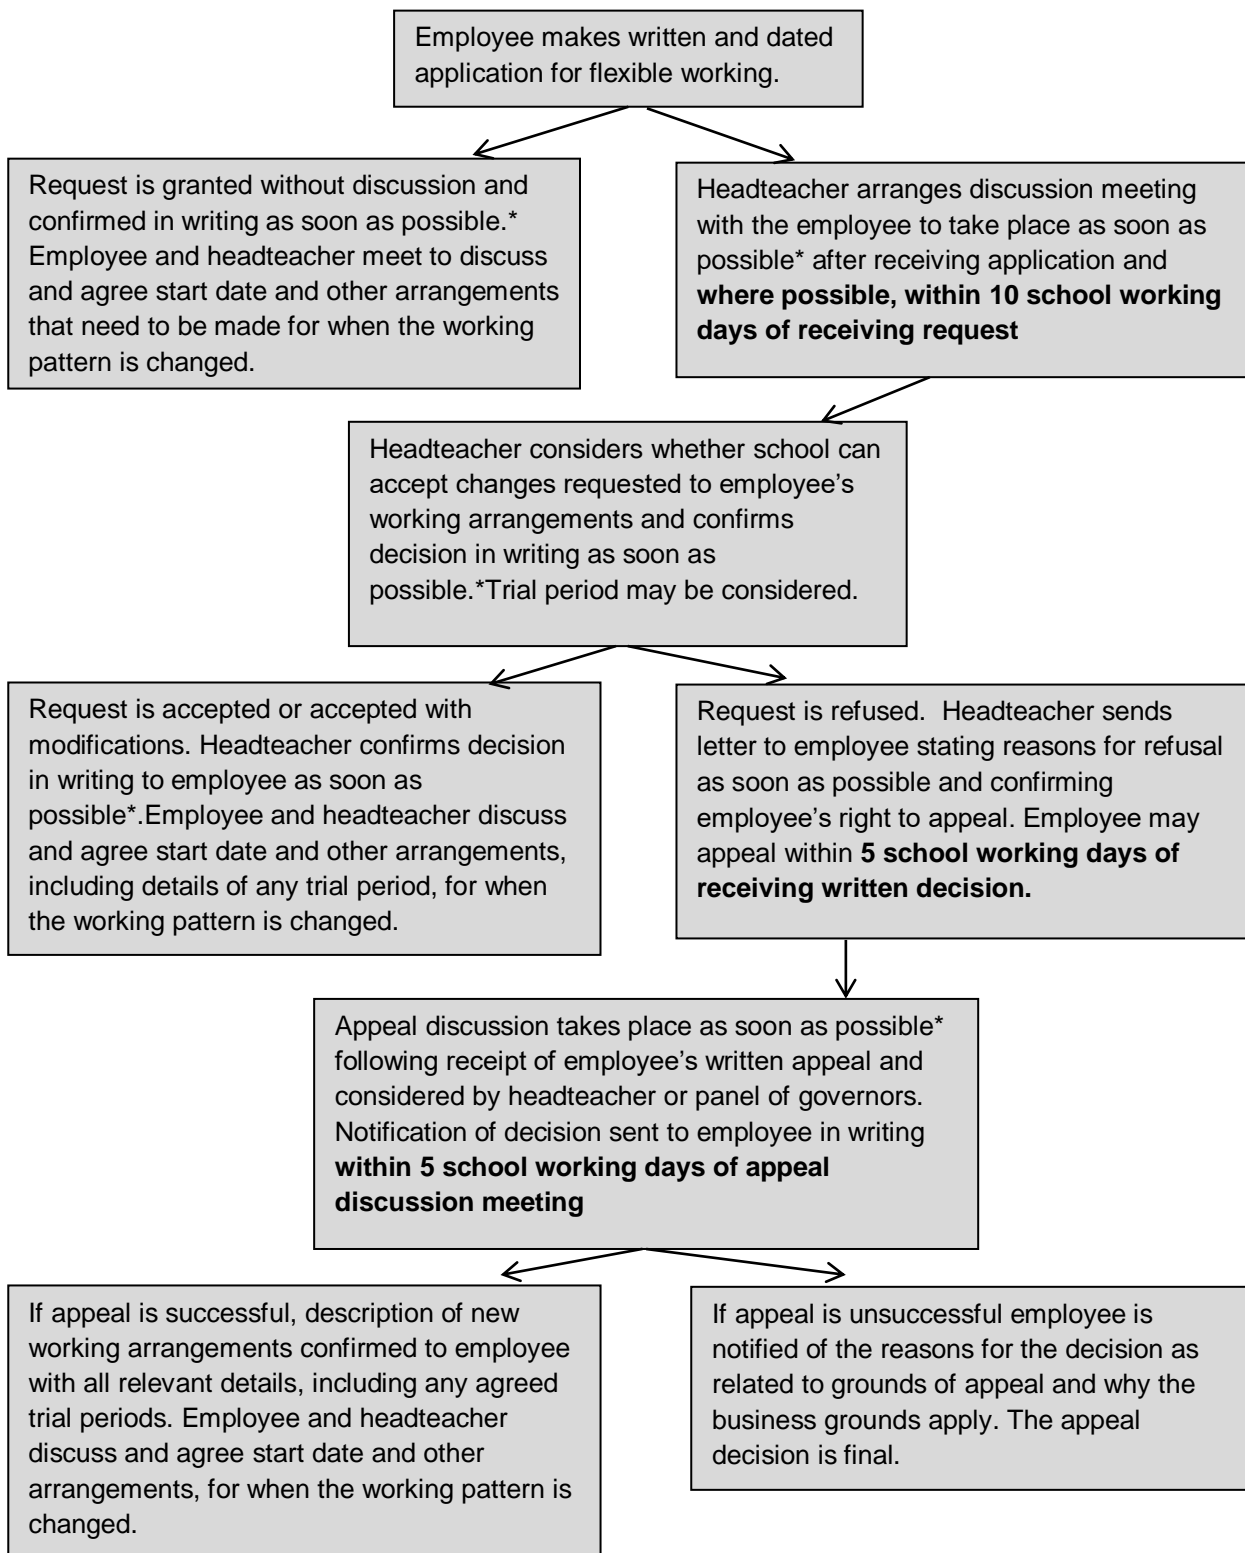 Employee makes written and dated
application for flexible working.
Request is granted without discussion and
confirmed in writing as soon as possible.*
Employee and headteacher meet to discuss
and agree start date and other arrangements
that need to be made for when the working
pattern is changed.
Headteacher arranges discussion meeting
with the employee to take place as soon as
possible* after receiving application and
where possible, within 10 school working
days of receiving request
Headteacher considers whether school can
accept changes requested to employee’s
working arrangements and confirms
decision in writing as soon as
possible.*Trial period may be considered.
Request is accepted or accepted with
modifications. Headteacher confirms decision
in writing to employee as soon as
possible*.Employee and headteacher discuss
and agree start date and other arrangements,
including details of any trial period, for when
the working pattern is changed.
Request is refused.  Headteacher sends
letter to employee stating reasons for refusal
as soon as possible and confirming
employee’s right to appeal. Employee may
appeal within 5 school working days of
receiving written decision.
Appeal discussion takes place as soon as possible*
following receipt of employee’s written appeal and
considered by headteacher or panel of governors.
Notification of decision sent to employee in writing
within 5 school working days of appeal
discussion meeting
If appeal is successful, description of new
working arrangements confirmed to employee
with all relevant details, including any agreed
trial periods. Employee and headteacher
discuss and agree start date and other
arrangements, for when the working pattern is
changed.
If appeal is unsuccessful employee is
notified of the reasons for the decision as
related to grounds of appeal and why the
business grounds apply. The appeal
decision is final.